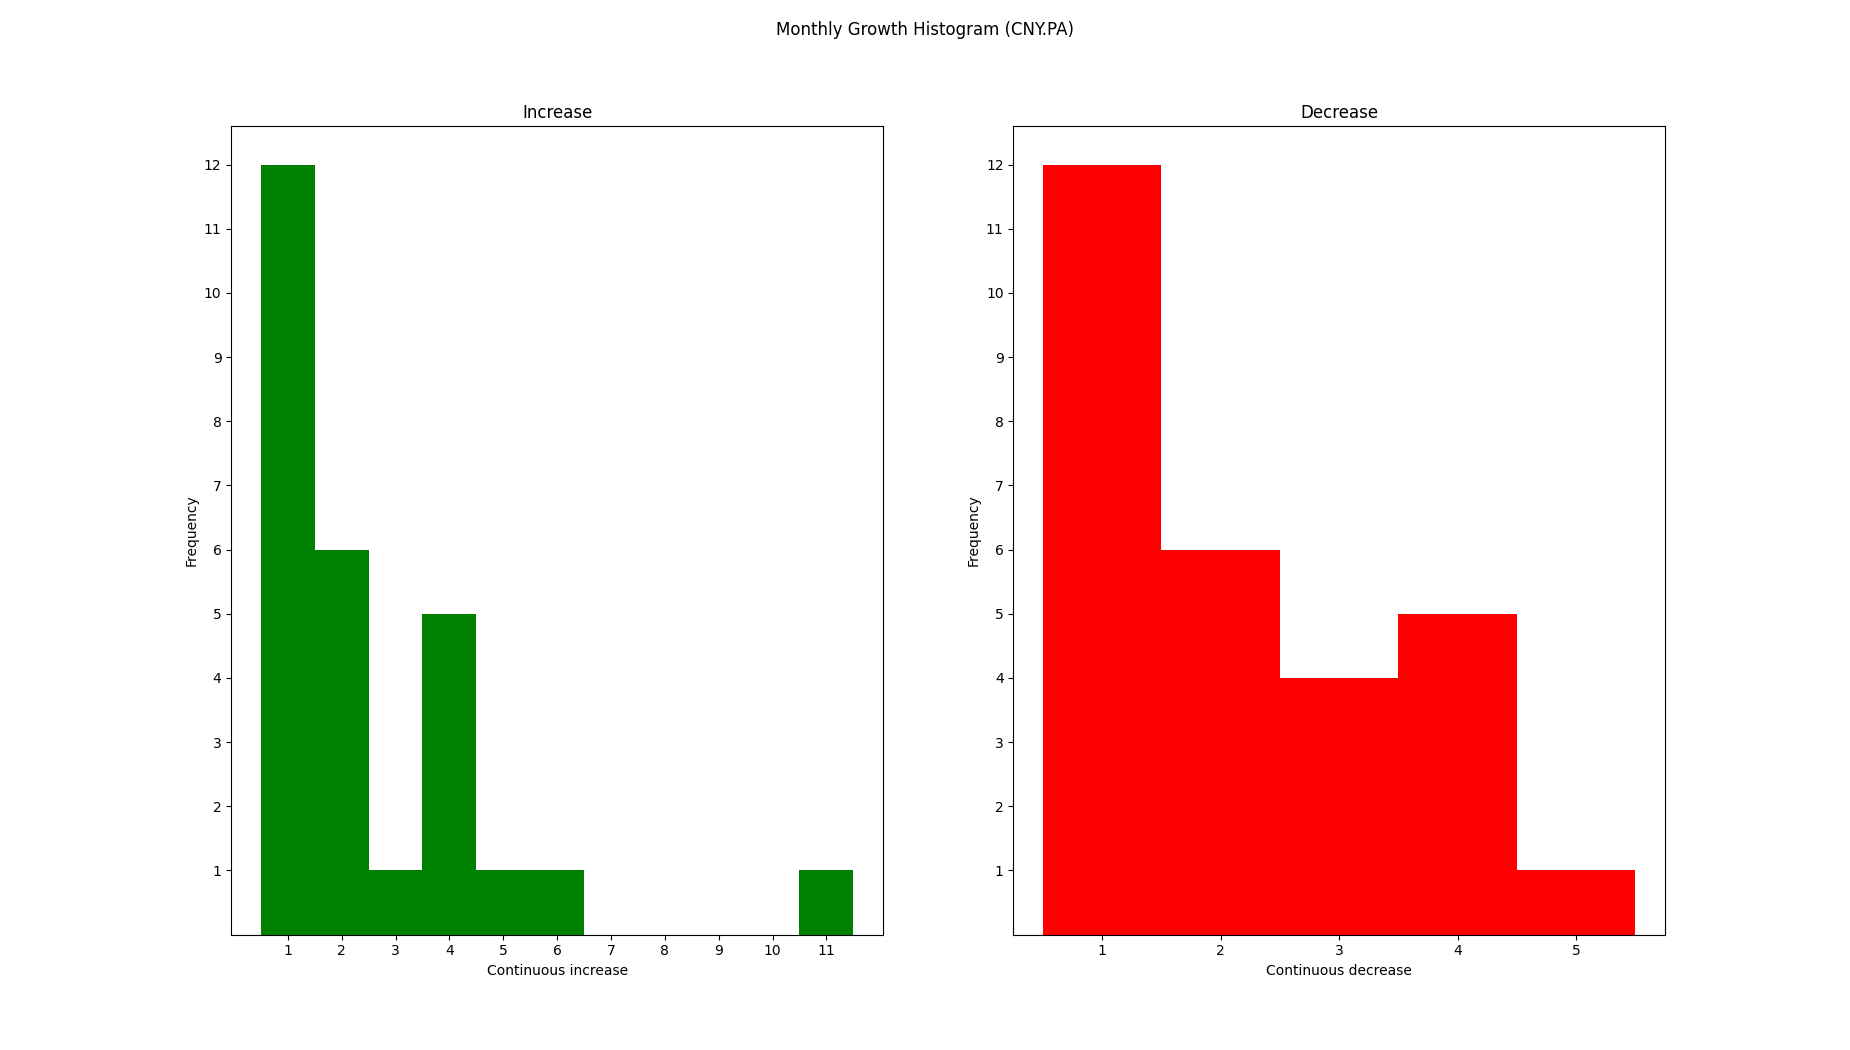 Monthly Growth Histogram (CNY.PA)
Increase
12
11
10
9
8
7
6
5
4
3
2
1
Frequency
1 2 3 4 5 6 7 8 9 10 11
Continuous increase
Decrease
12
11
10
9
8
7
6
5
4
3
2
1
Frequency
1 2 3 4 5
Continuous decrease